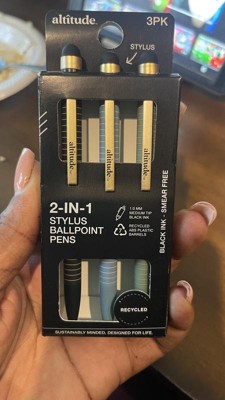 altitude.
3PK
STYLUS
altitude.
altitude.
altitude.
2-IN-1
STYLUS
BALLPOINT
PENS
1.0 MM
MEDIUM TIP
BLACK INK
RECYCLED
ABS PLASTIC
BARRELS
BLACK INK · SMEAR FREE
RECYCLED
SUSTAINABLY MINDED. DESIGNED FOR LIFE.